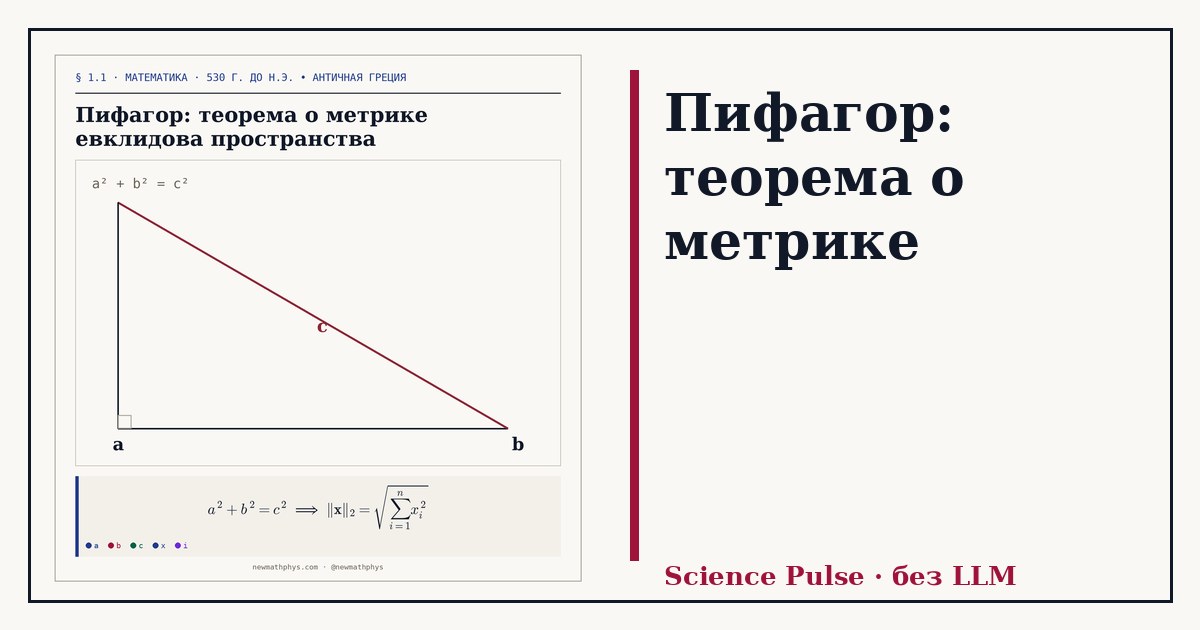 § 1.1 · МАТЕМАТИКА · 530 Г. ДО Н.Э. • АНТИЧНАЯ ГРЕЦИЯ
Пифагор: теорема о метрике
евклидова пространства
a² + b² = c²
c
a
b
a² + b² = c² ⟹ ‖x‖₂ = √(∑ᵢ₌₁ⁿ xᵢ²)
a b c x i
newmathphys.com · @newmathphys
Пифагор:
теорема о
метрике
Science Pulse · без LLM